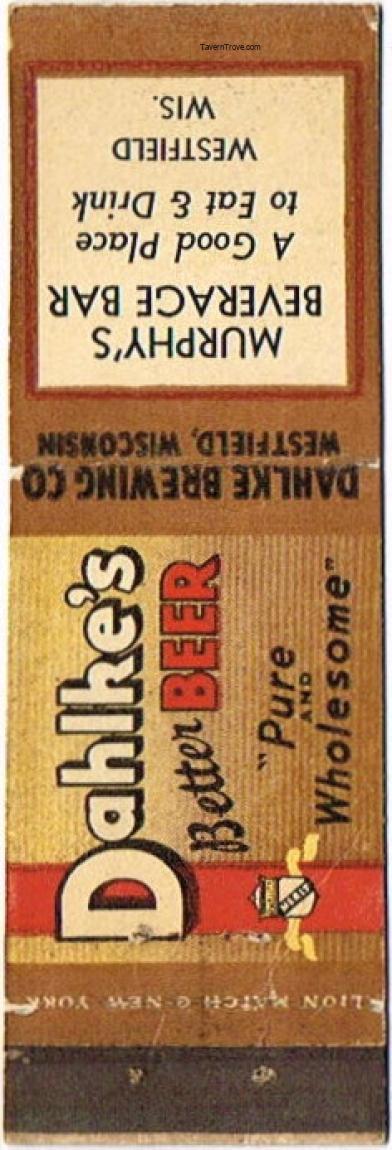 TavernTrove.com
MURPHY'S
BEVERAGE BAR
A Good Place
to Eat & Drink
WESTFIELD
WIS.
DAHLKE BREWING CO
WESTFIELD, WISCONSIN
Dahlke's
Better BEER
"Pure
AND
Wholesome"
LION MATCH © NEW YORK